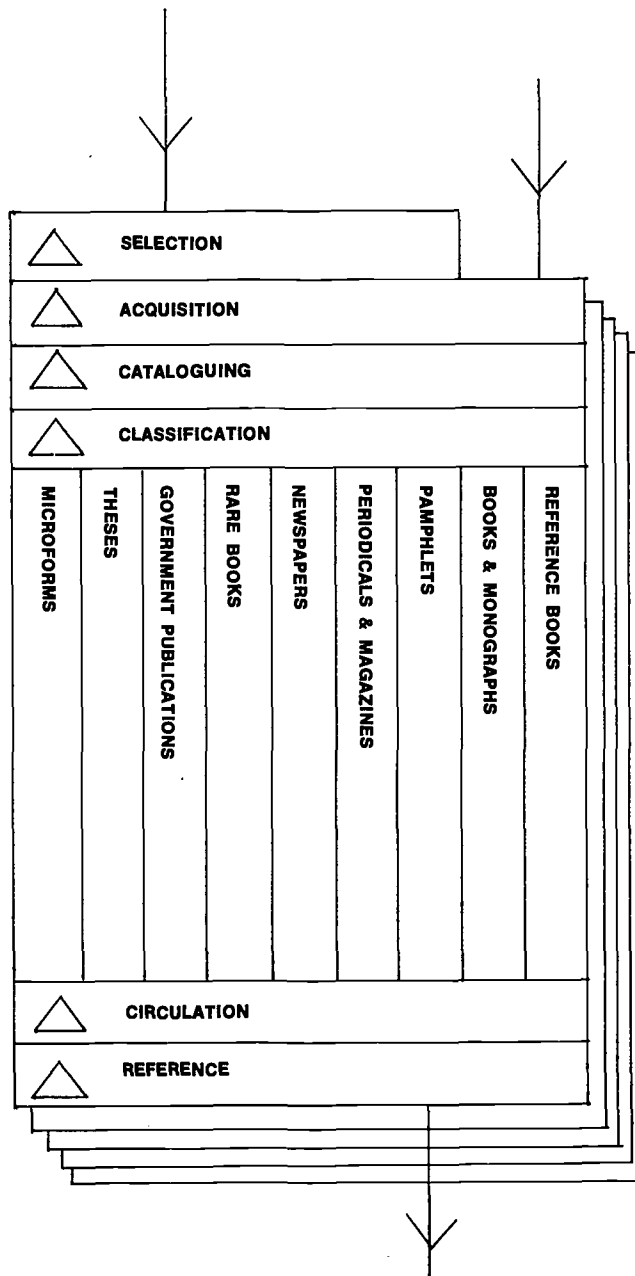 SELECTION
ACQUISITION
CATALOGUING
CLASSIFICATION
MICROFORMS
THESES
GOVERNMENT PUBLICATIONS
RARE BOOKS
NEWSPAPERS
PERIODICALS & MAGAZINES
PAMPHLETS
BOOKS & MONOGRAPHS
REFERENCE BOOKS
CIRCULATION
REFERENCE